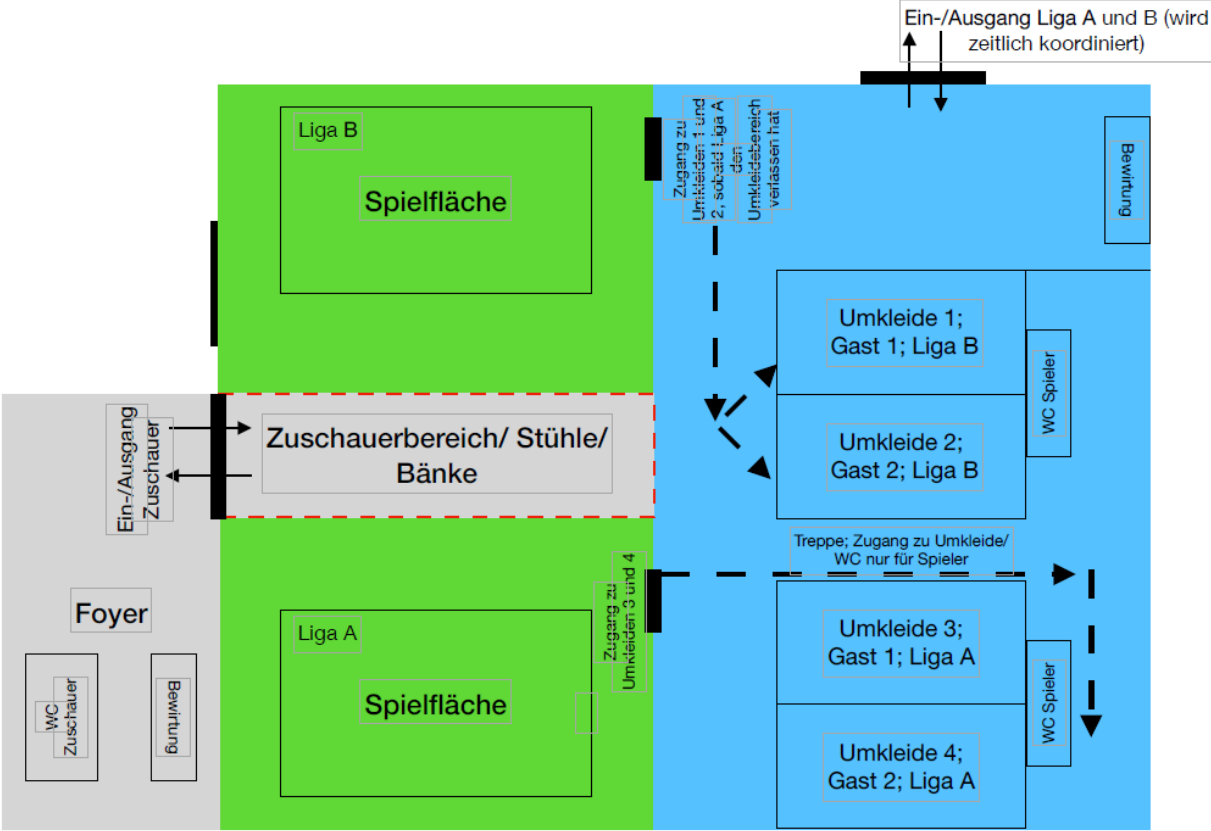 Ein-/Ausgang Liga A und B (wird
zeitlich koordiniert)
Liga B
Spielfläche
Zugang zu
Umkleiden 1 und
2, sobald Liga A
den
Umkleidebereich
verlassen hat
Bewirtung
Umkleide 1;
Gast 1; Liga B
WC Spieler
Umkleide 2;
Gast 2; Liga B
Ein-/Ausgang
Zuschauer
Zuschauerbereich/ Stühle/
Bänke
Treppe; Zugang zu Umkleide/
WC nur für Spieler
Zugang zu
Umkleiden 3 und 4
Foyer
Liga A
Spielfläche
Umkleide 3;
Gast 1; Liga A
WC Spieler
WC
Zuschauer
Bewirtung
Umkleide 4;
Gast 2; Liga A